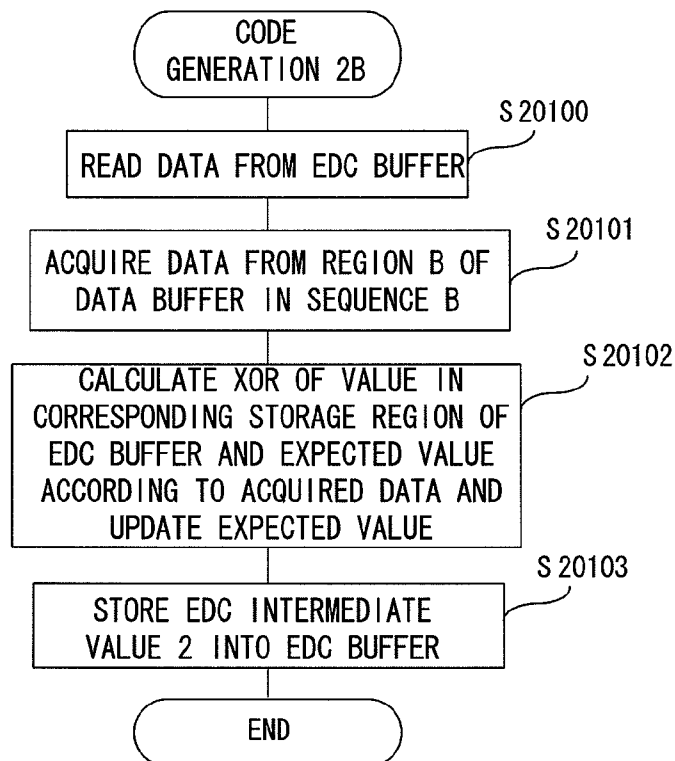 CODE
GENERATION 2B
S20100
READ DATA FROM EDC BUFFER
S20101
ACQUIRE DATA FROM REGION B OF
DATA BUFFER IN SEQUENCE B
S20102
CALCULATE XOR OF VALUE IN
CORRESPONDING STORAGE REGION OF
EDC BUFFER AND EXPECTED VALUE
ACCORDING TO ACQUIRED DATA AND
UPDATE EXPECTED VALUE
S20103
STORE EDC INTERMEDIATE
VALUE 2 INTO EDC BUFFER
END